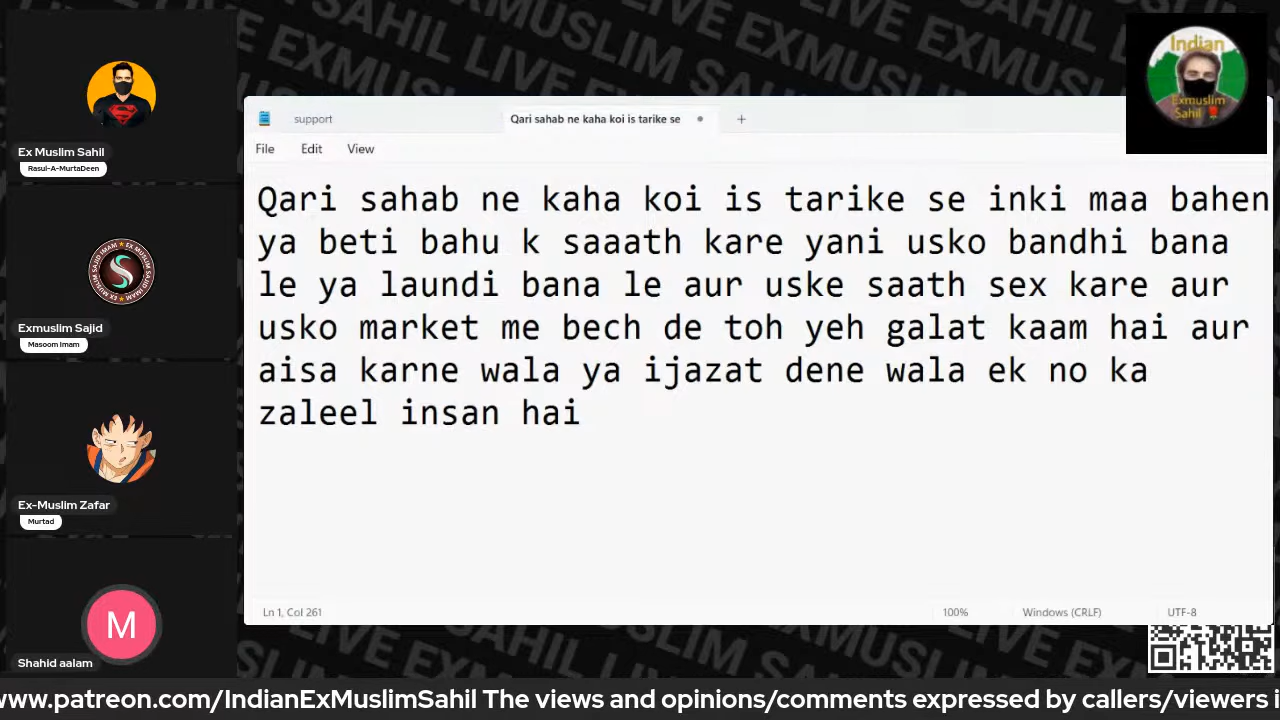 LIVE EXMUSLIM SAHIL LIVE EXMUSLIM
Ex Muslim Sahil
Rasul-A-MurtaDeen
Exmuslim Sajid
Masoom Imam
Ex-Muslim Zafar
Murtad
M
Shahid aalam
Indian
Exmuslim
Sahil
support
Qari sahab ne kaha koi is tarike se
File Edit View
Qari sahab ne kaha koi is tarike se inki maa bahen
ya beti bahu k saaath kare yani usko bandhi bana
le ya laundi bana le aur uske saath sex kare aur
usko market me bech de toh yeh galat kaam hai aur
aisa karne wala ya ijazat dene wala ek no ka
zaleel insan hai
Ln 1, Col 261 100% Windows (CRLF) UTF-8
www.patreon.com/IndianExMuslimSahil The views and opinions/comments expressed by callers/viewers i